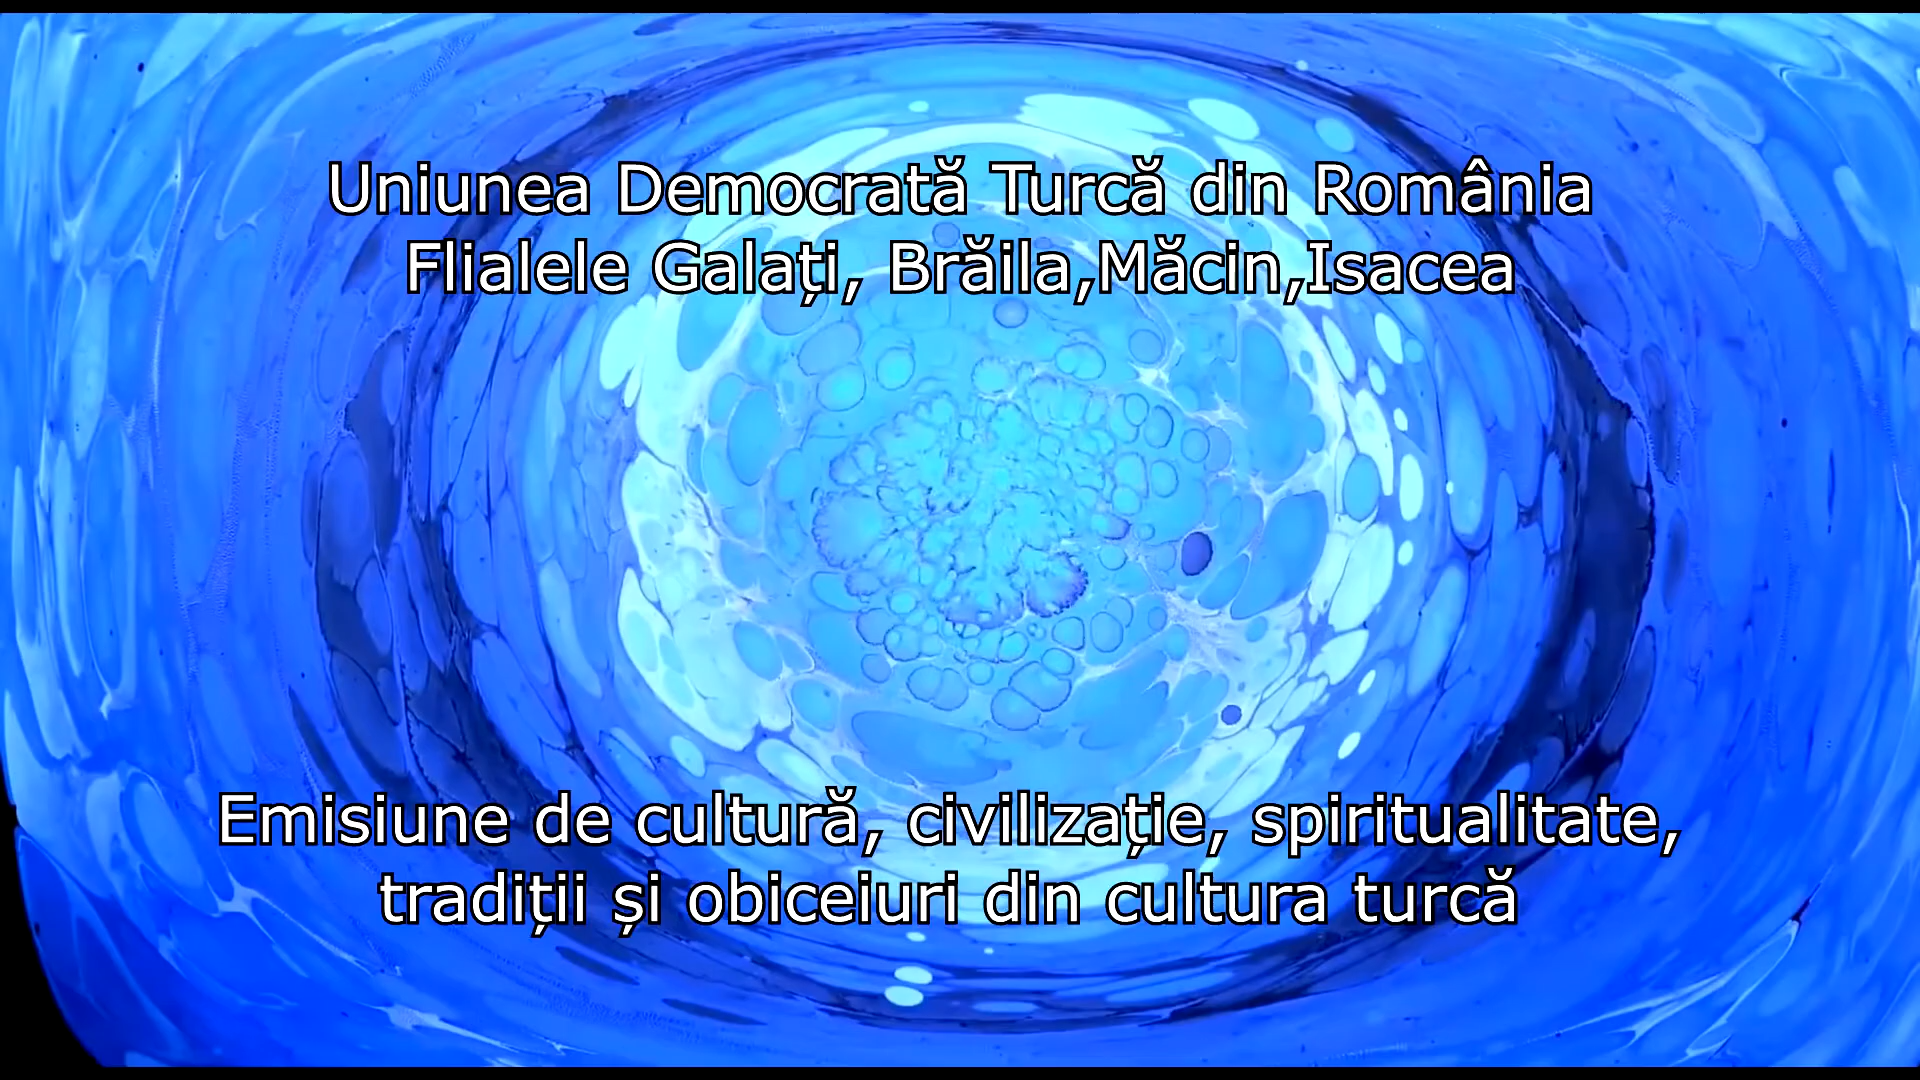 Uniunea Democrată Turcă din România
Flialele Galați, Brăila,Măcin,Isacea
Emisiune de cultură, civilizație, spiritualitate,
tradiții și obiceiuri din cultura turcă